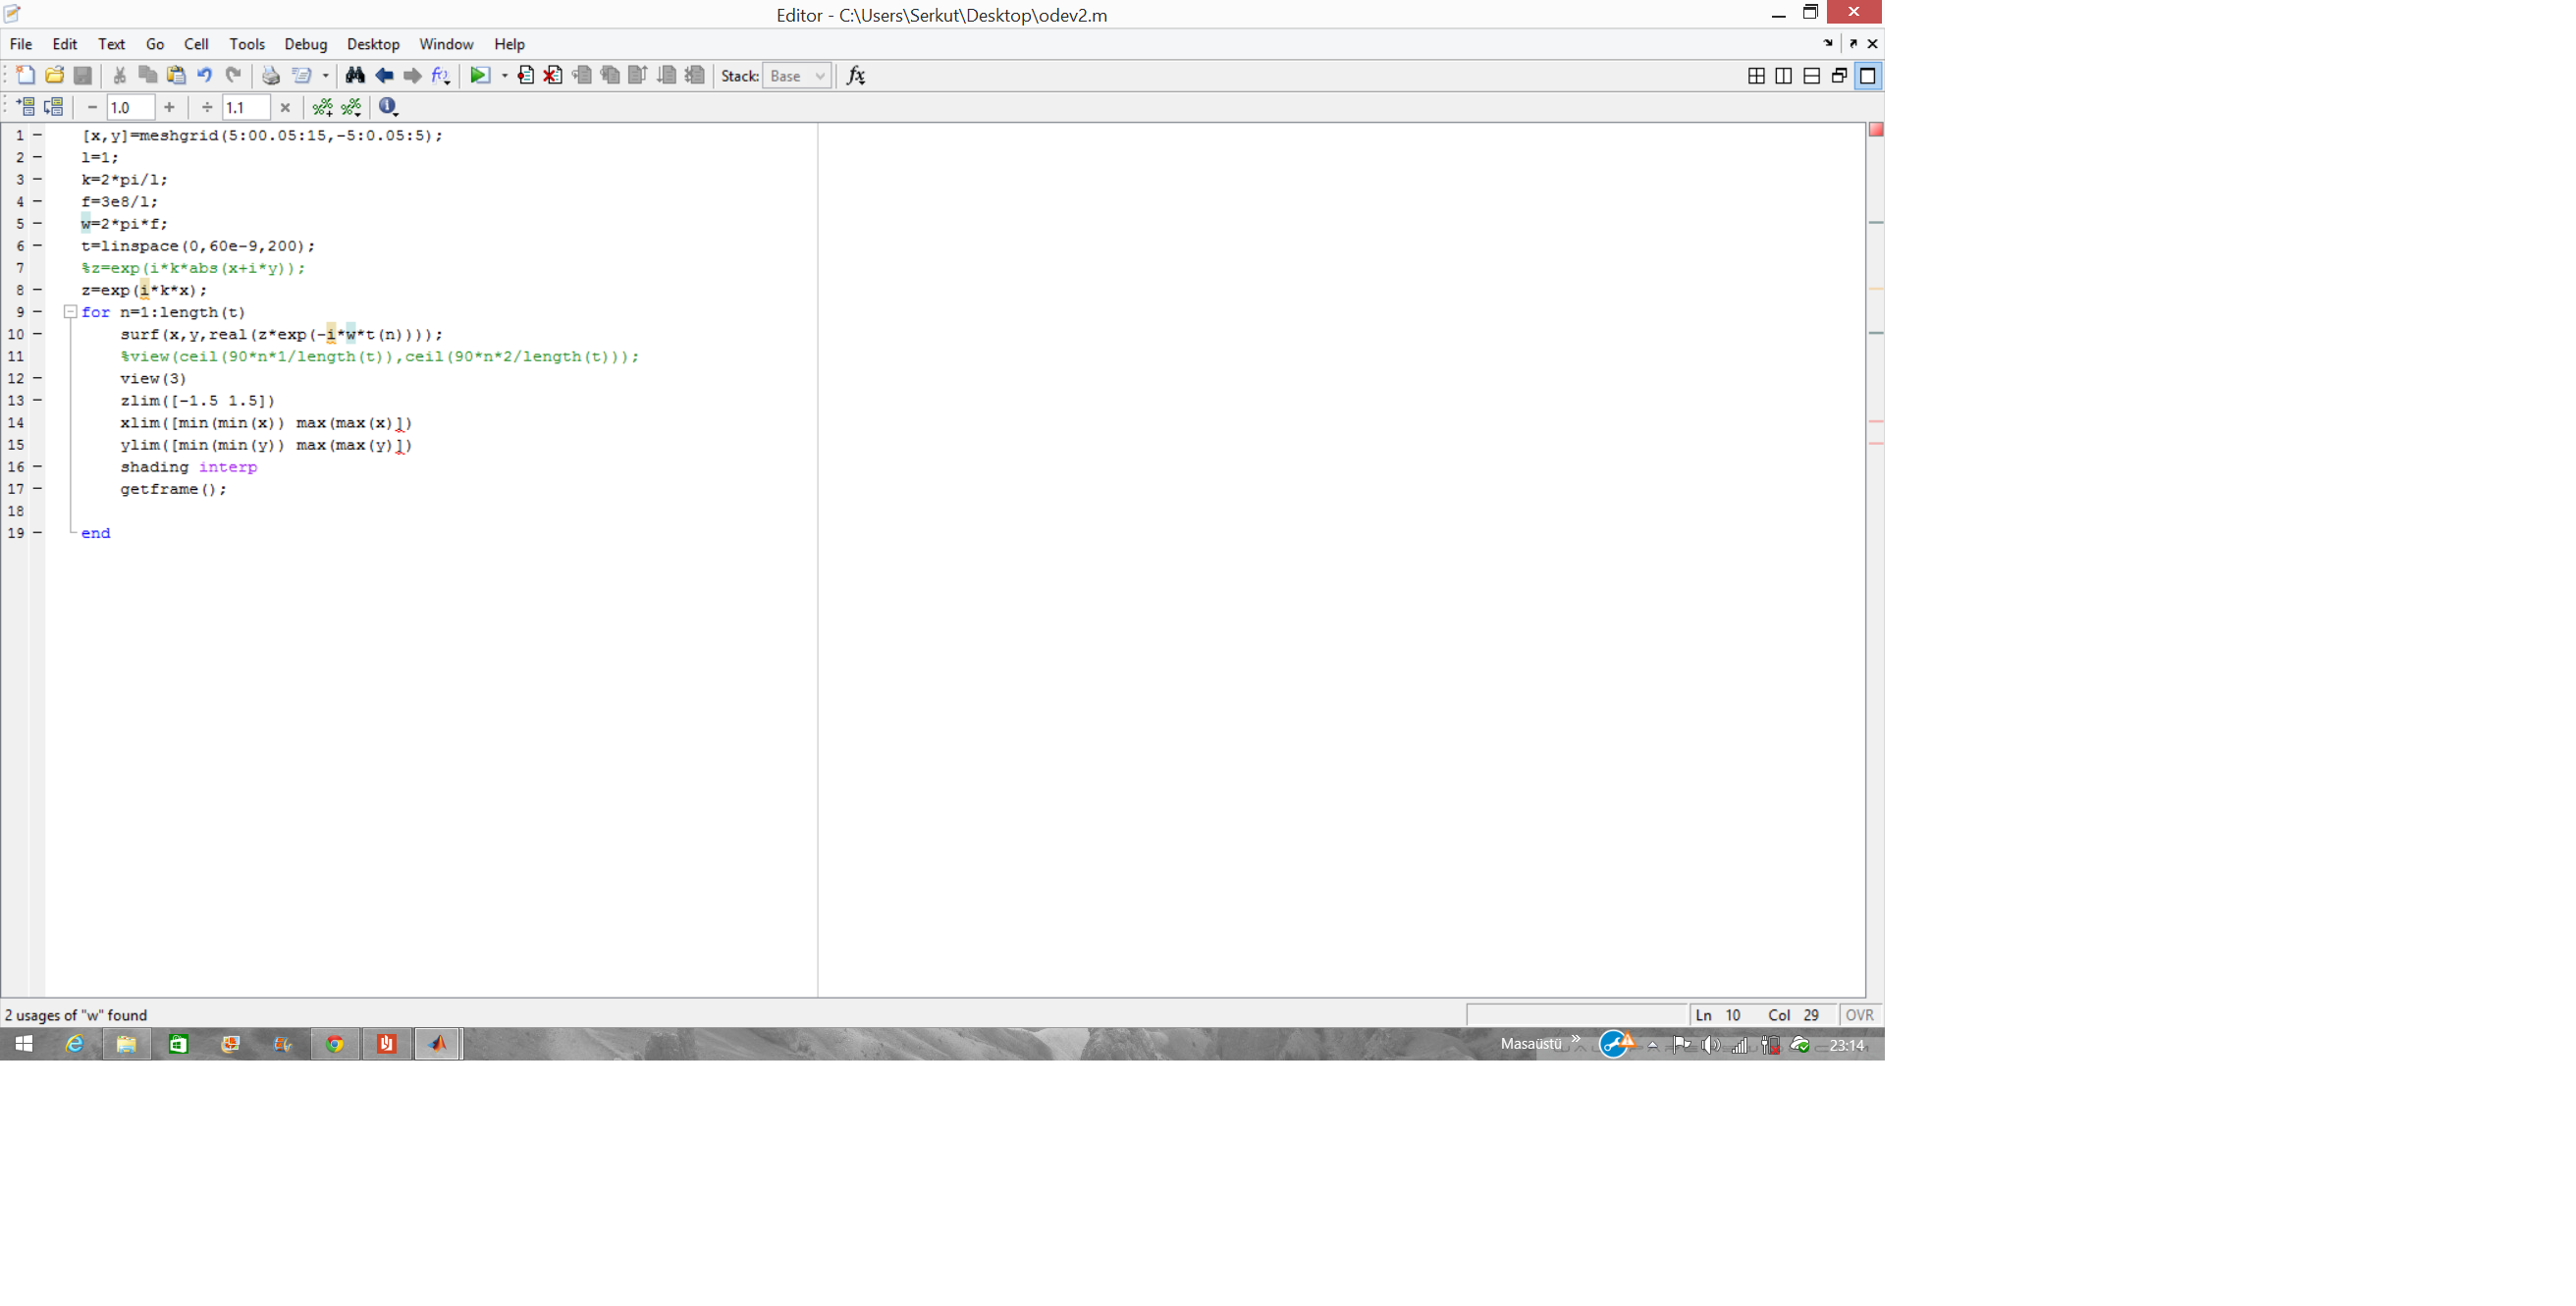 Editor - C:\Users\Serkut\Desktop\odev2.m
File Edit Text Go Cell Tools Debug Desktop Window Help
Stack: Base fx
1.0 + ÷ 1.1 ×
1 [x,y]=meshgrid(5:00.05:15,-5:0.05:5);
2 l=1;
3 k=2*pi/l;
4 f=3e8/l;
5 w=2*pi*f;
6 t=linspace(0,60e-9,200);
7 %z=exp(i*k*abs(x+i*y));
8 z=exp(i*k*x);
9 for n=1:length(t)
10 surf(x,y,real(z*exp(-i*w*t(n))));
11 %view(ceil(90*n*1/length(t)),ceil(90*n*2/length(t)));
12 view(3)
13 zlim([-1.5 1.5])
14 xlim([min(min(x)) max(max(x)])
15 ylim([min(min(y)) max(max(y)])
16 shading interp
17 getframe();
18
19 end
2 usages of "w" found
Ln 10 Col 29 OVR
Masaüstü » 23:14